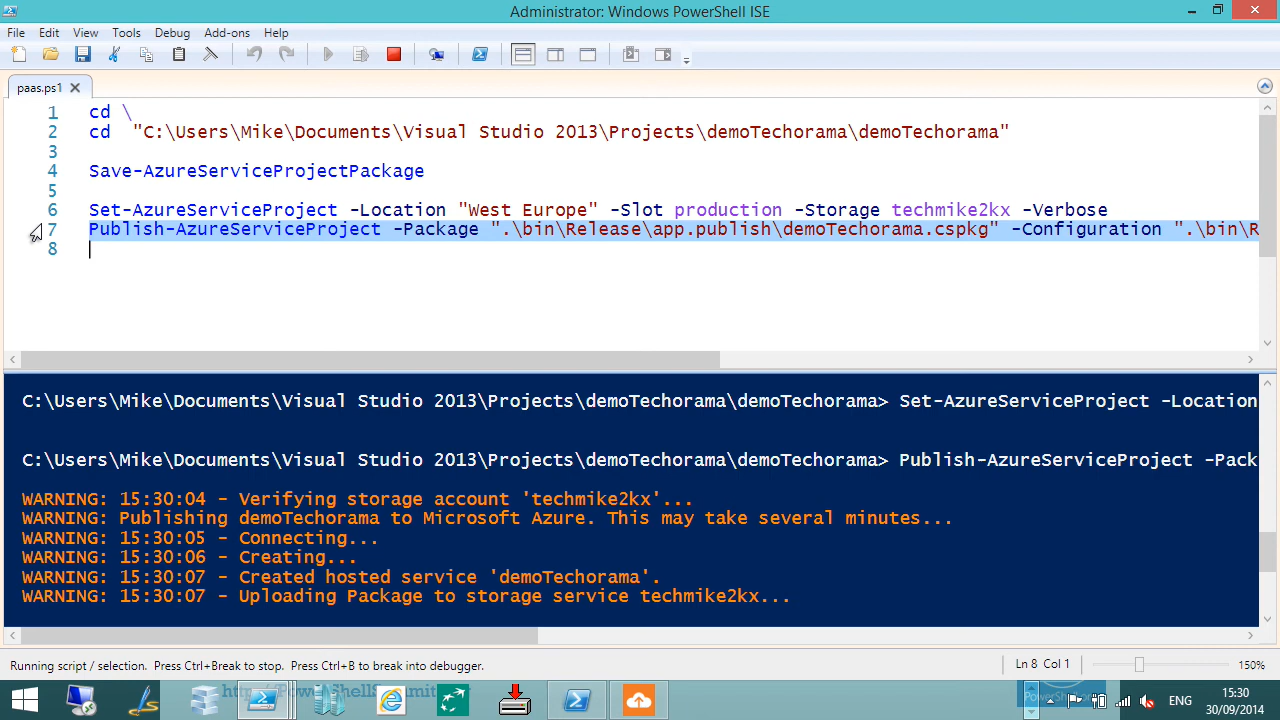 Administrator: Windows PowerShell ISE
File Edit View Tools Debug Add-ons Help
paas.ps1
1 cd \
2 cd "C:\Users\Mike\Documents\Visual Studio 2013\Projects\demoTechorama\demoTechorama"
3
4 Save-AzureServiceProjectPackage
5
6 Set-AzureServiceProject -Location "West Europe" -Slot production -Storage techmike2kx -Verbose
7 Publish-AzureServiceProject -Package ".\bin\Release\app.publish\demoTechorama.cspkg" -Configuration ".\bin\R
8
C:\Users\Mike\Documents\Visual Studio 2013\Projects\demoTechorama\demoTechorama> Set-AzureServiceProject -Location
C:\Users\Mike\Documents\Visual Studio 2013\Projects\demoTechorama\demoTechorama> Publish-AzureServiceProject -Pack
WARNING: 15:30:04 - Verifying storage account 'techmike2kx'...
WARNING: Publishing demoTechorama to Microsoft Azure. This may take several minutes...
WARNING: 15:30:05 - Connecting...
WARNING: 15:30:06 - Creating...
WARNING: 15:30:07 - Created hosted service 'demoTechorama'.
WARNING: 15:30:07 - Uploading Package to storage service techmike2kx...
Running script / selection. Press Ctrl+Break to stop. Press Ctrl+B to break into debugger.
Ln 8 Col 1
150%
ENG
15:30
30/09/2014